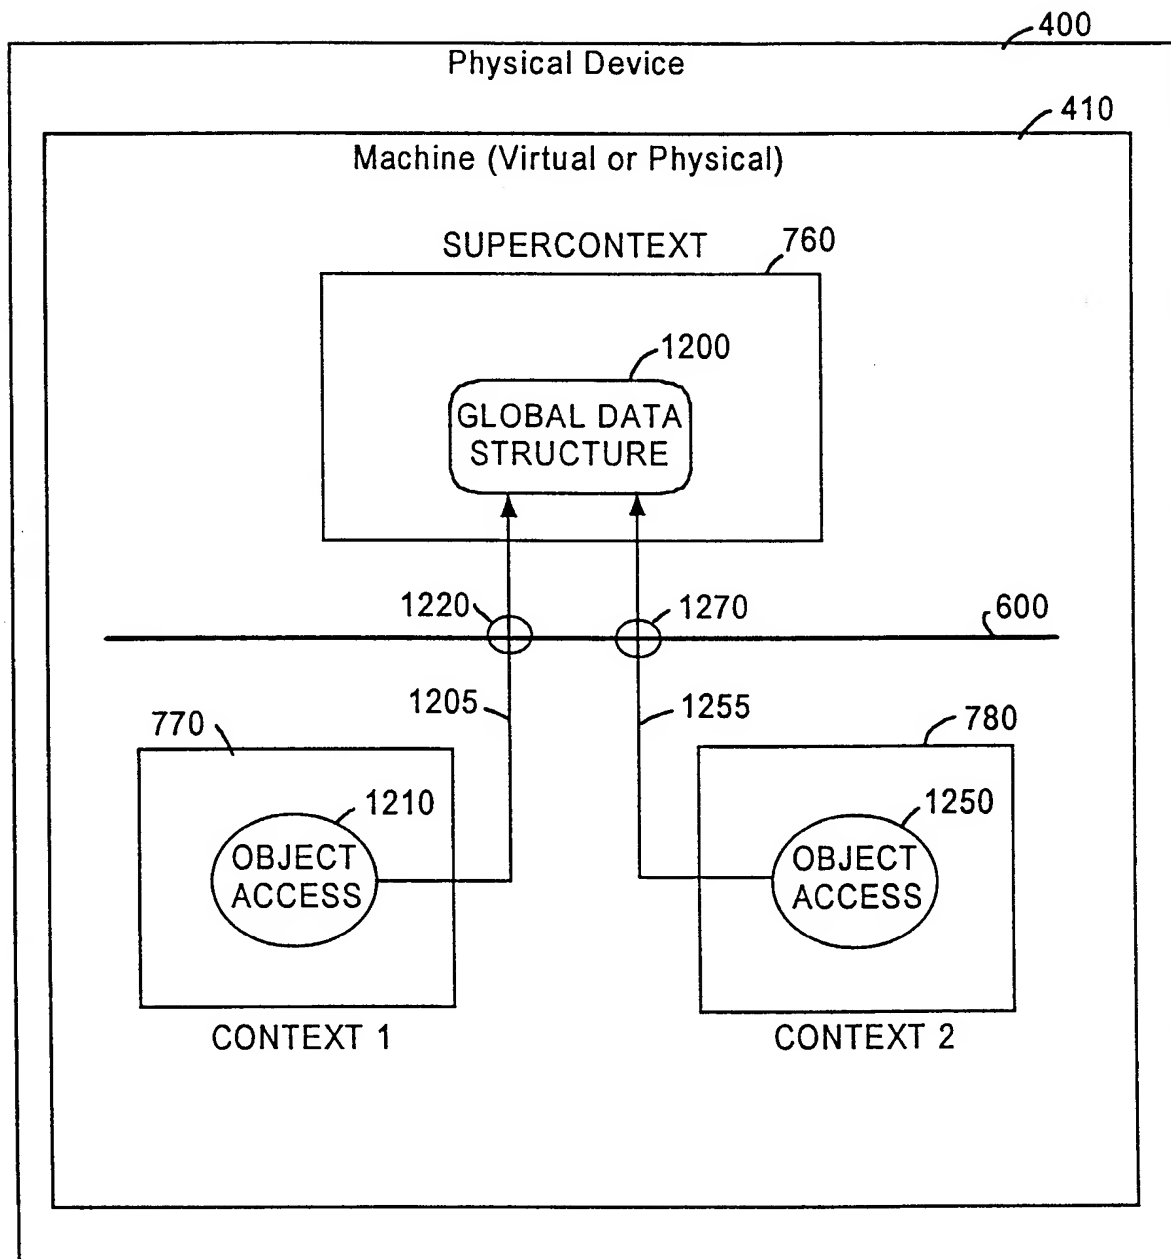 400
Physical Device
410
Machine (Virtual or Physical)
SUPERCONTEXT
760
1200
GLOBAL DATA
STRUCTURE
1220
1270
600
1205
1255
770
780
1210
1250
OBJECT
ACCESS
OBJECT
ACCESS
CONTEXT 1
CONTEXT 2